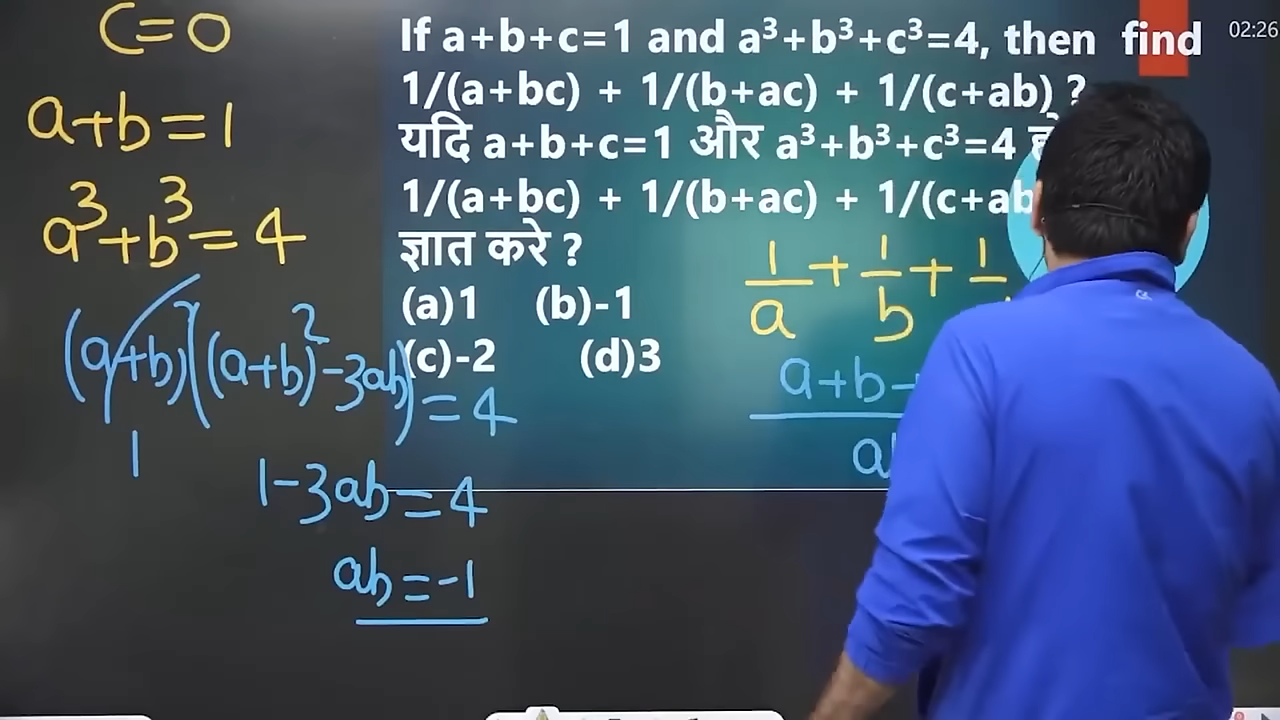 C=0
a+b=1
a³+b³=4
(a+b)((a+b)²-3ab)=4
1
1-3ab=4
ab=-1
If a+b+c=1 and a³+b³+c³=4, then find
1/(a+bc) + 1/(b+ac) + 1/(c+ab) ?
यदि a+b+c=1 और a³+b³+c³=4
1/(a+bc) + 1/(b+ac) + 1/(c+ab
ज्ञात करे ?
(a)1 (b)-1
(c)-2 (d)3
1/a + 1/b + 1
a+b
a
02:26